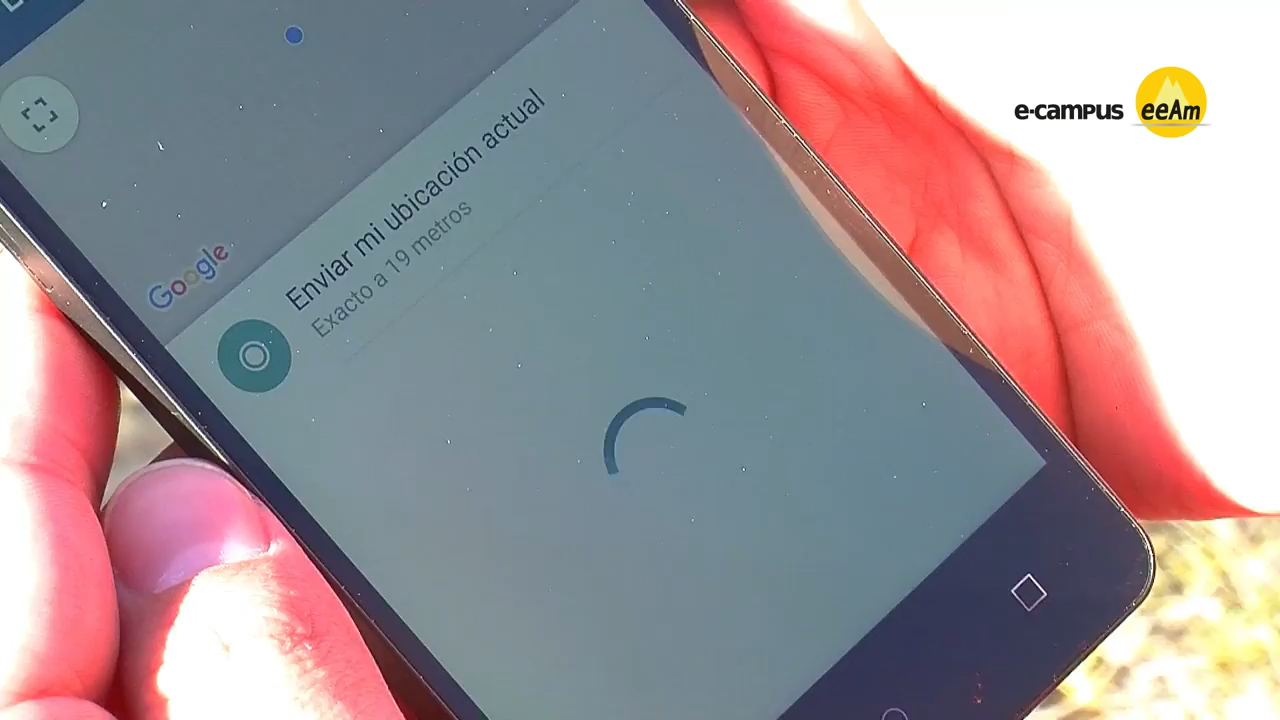 e-campus eeAm
Google
Enviar mi ubicación actual
Exacto a 19 metros